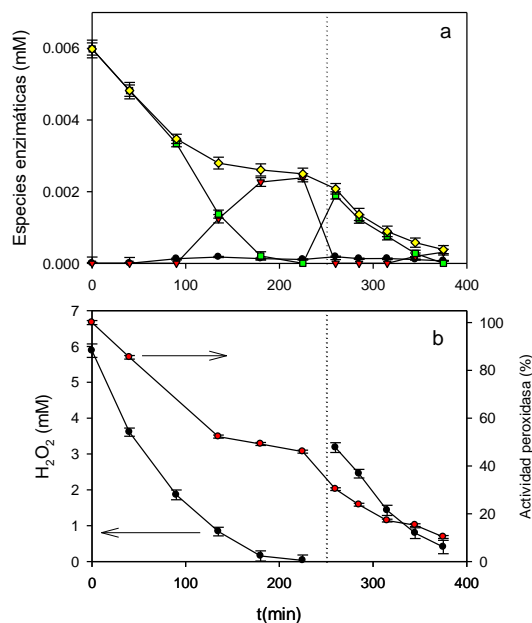 a
Especies enzimáticas (mM)
0.006
0.004
0.002
0.000
0 100 200 300 400
b
H2O2 (mM)
7
6
5
4
3
2
1
0
Actividad peroxidasa (%)
100
80
60
40
20
0
0 100 200 300 400
t(min)